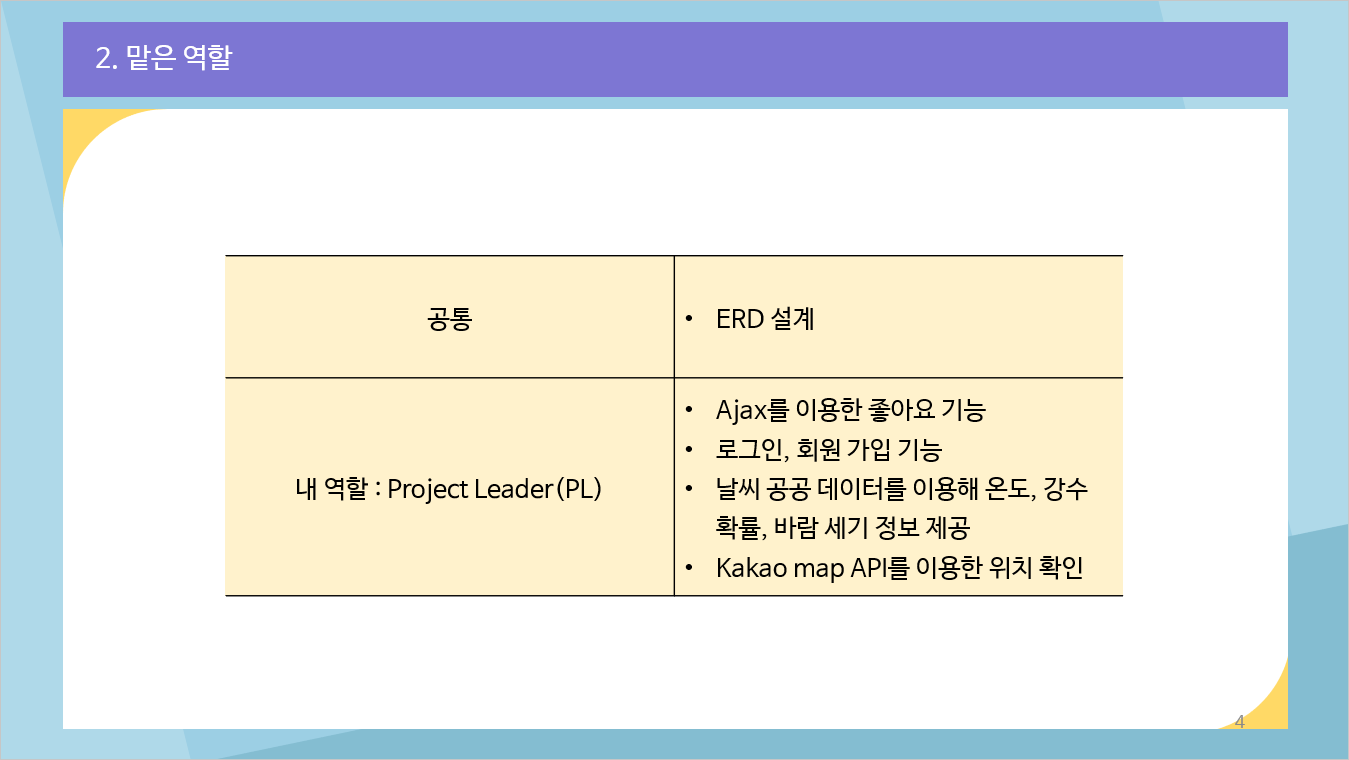 2. 맡은 역할
공통
• ERD 설계
내 역할 : Project Leader(PL)
• Ajax를 이용한 좋아요 기능
• 로그인, 회원 가입 기능
• 날씨 공공 데이터를 이용해 온도, 강수
확률, 바람 세기 정보 제공
• Kakao map API를 이용한 위치 확인
4